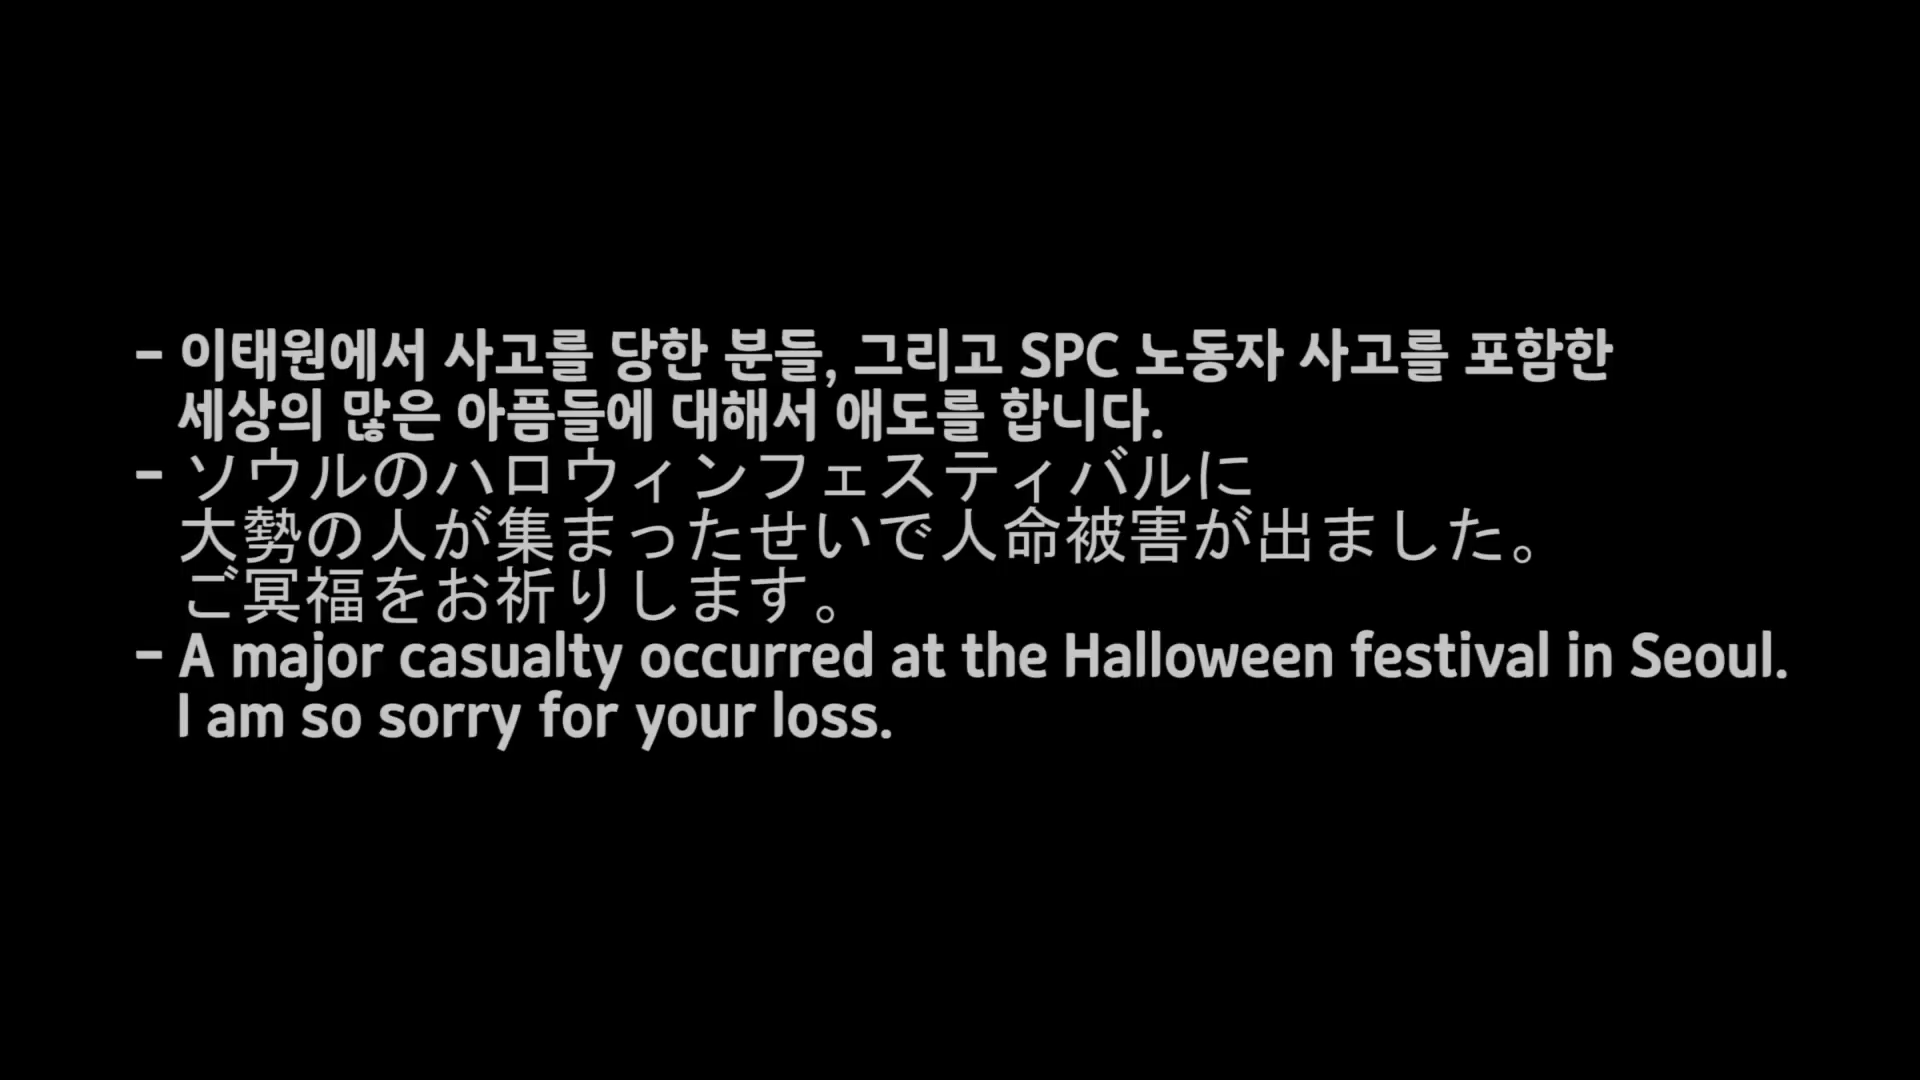 - 이태원에서 사고를 당한 분들, 그리고 SPC 노동자 사고를 포함한
세상의 많은 아픔들에 대해서 애도를 합니다.
- ソウルのハロウィンフェスティバルに
大勢の人が集まったせいで人命被害が出ました。
ご冥福をお祈りします。
- A major casualty occurred at the Halloween festival in Seoul.
I am so sorry for your loss.